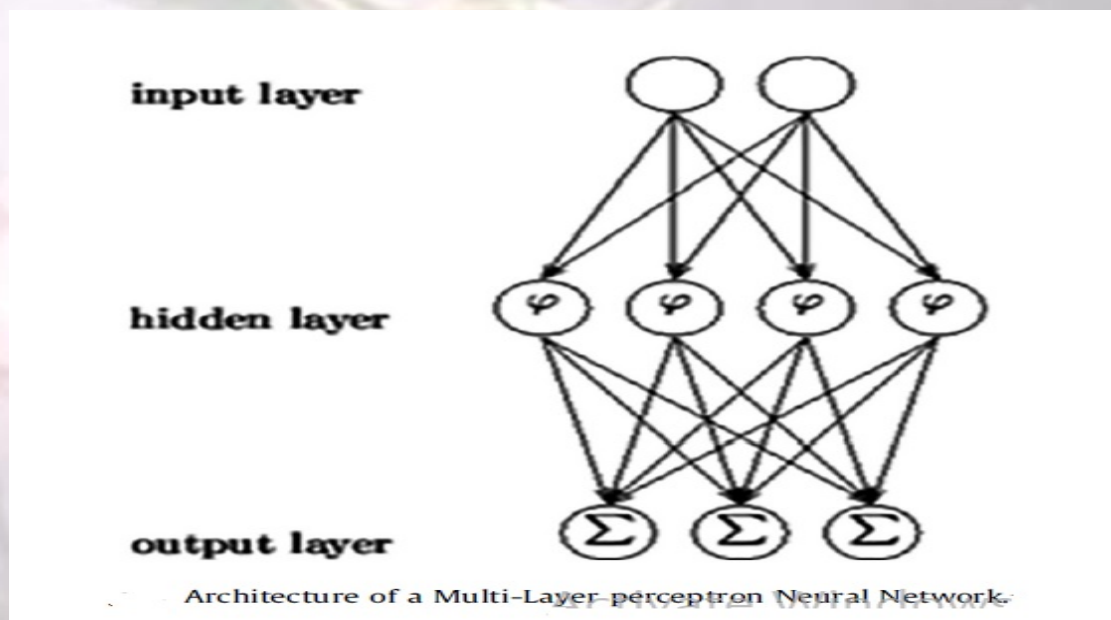 input layer
φ φ φ φ
hidden layer
Σ Σ Σ
output layer
Architecture of a Multi-Layer perceptron Neural Network.